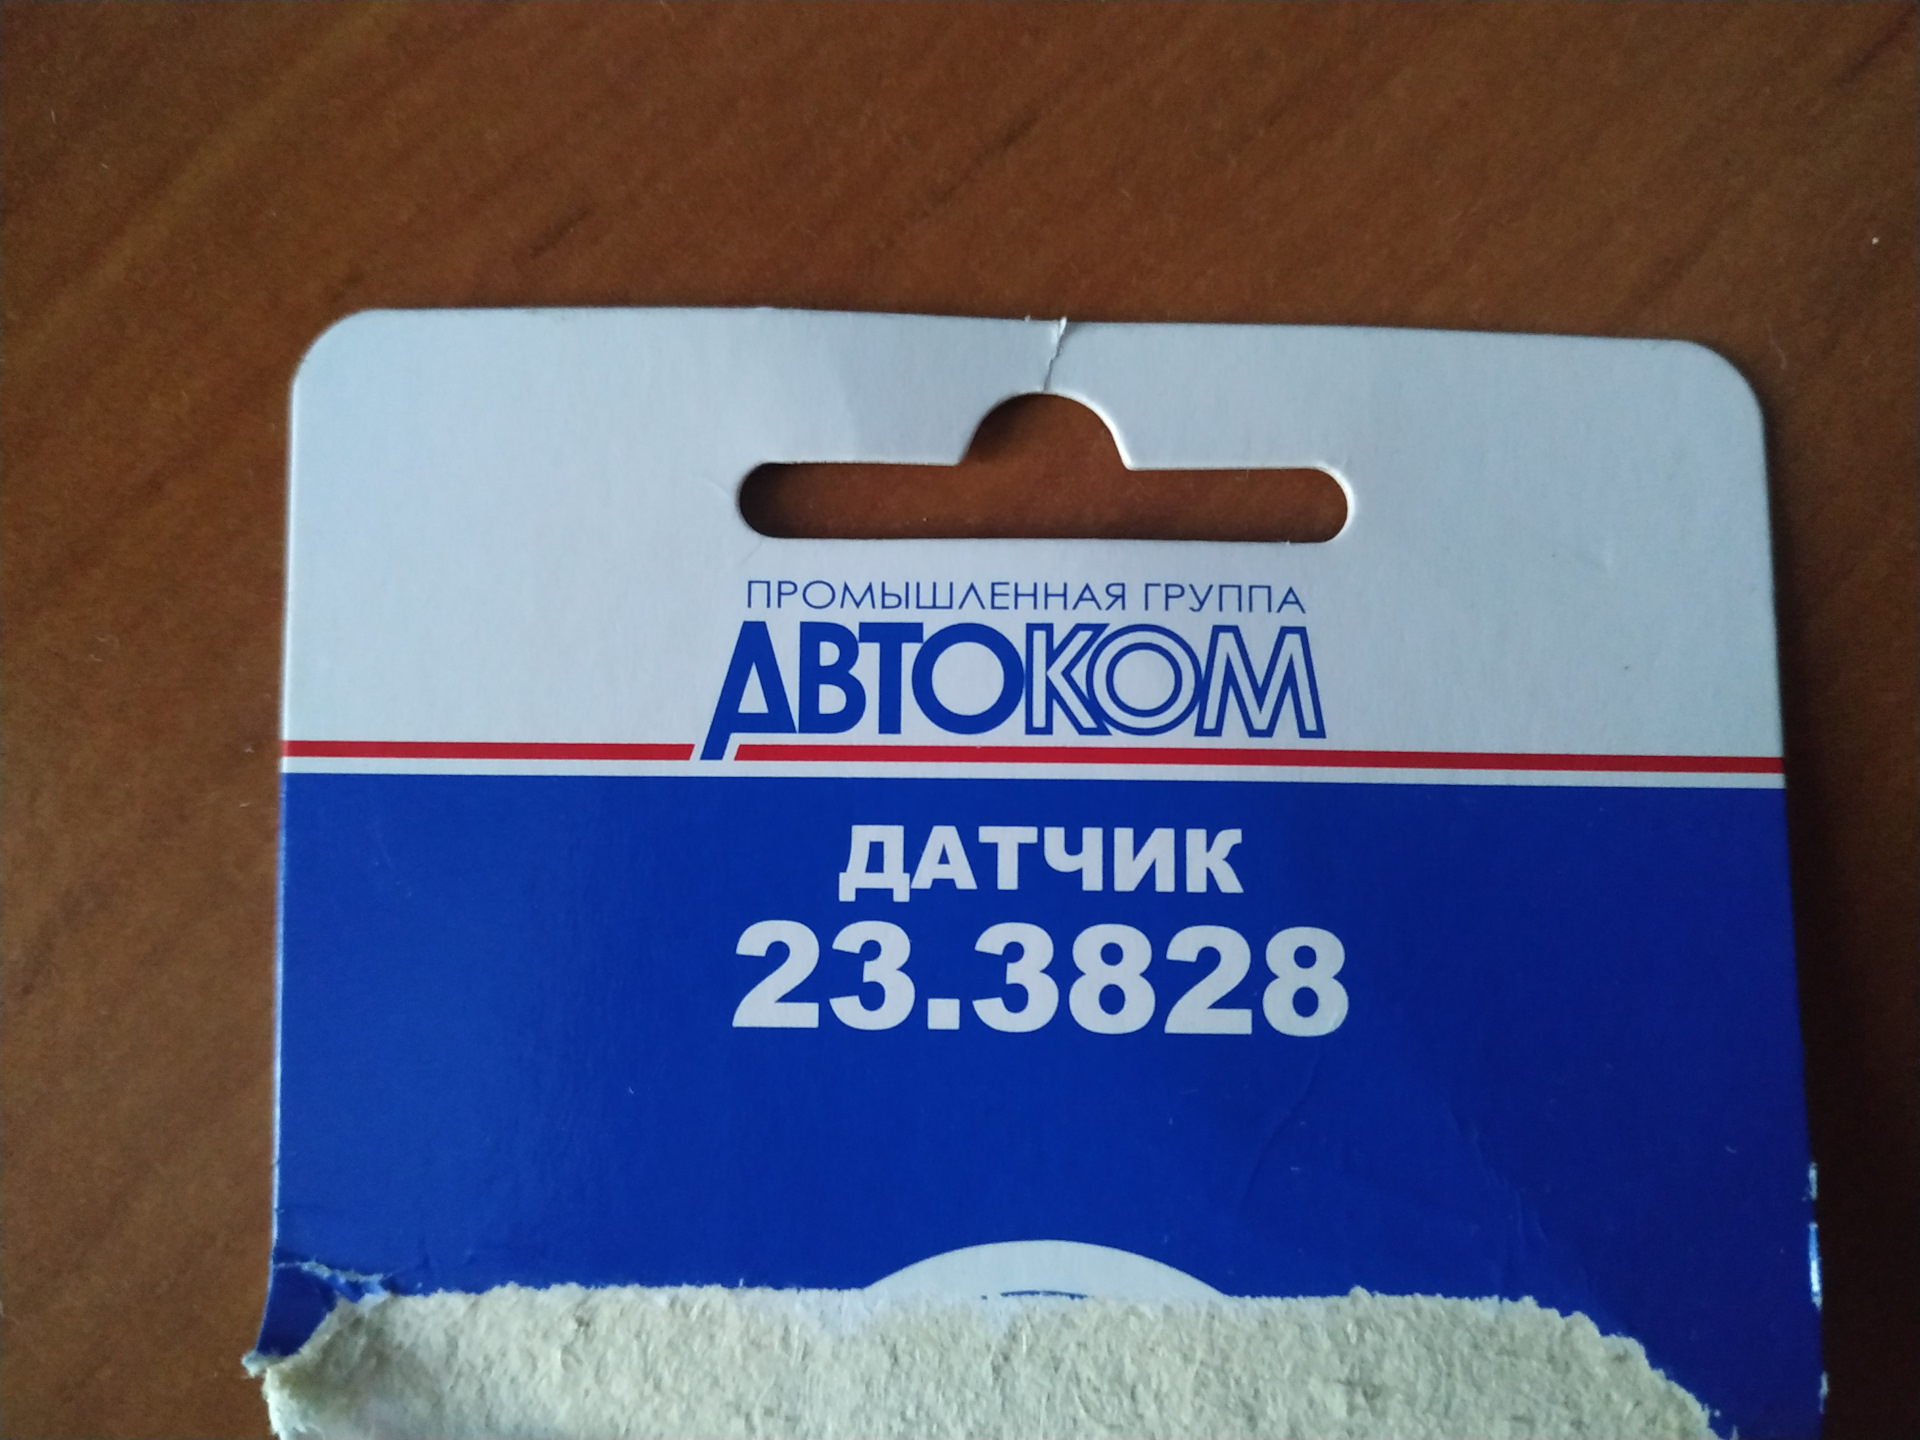 ПРОМЫШЛЕННАЯ ГРУППА
АВТОКОМ
ДАТЧИК
23.3828